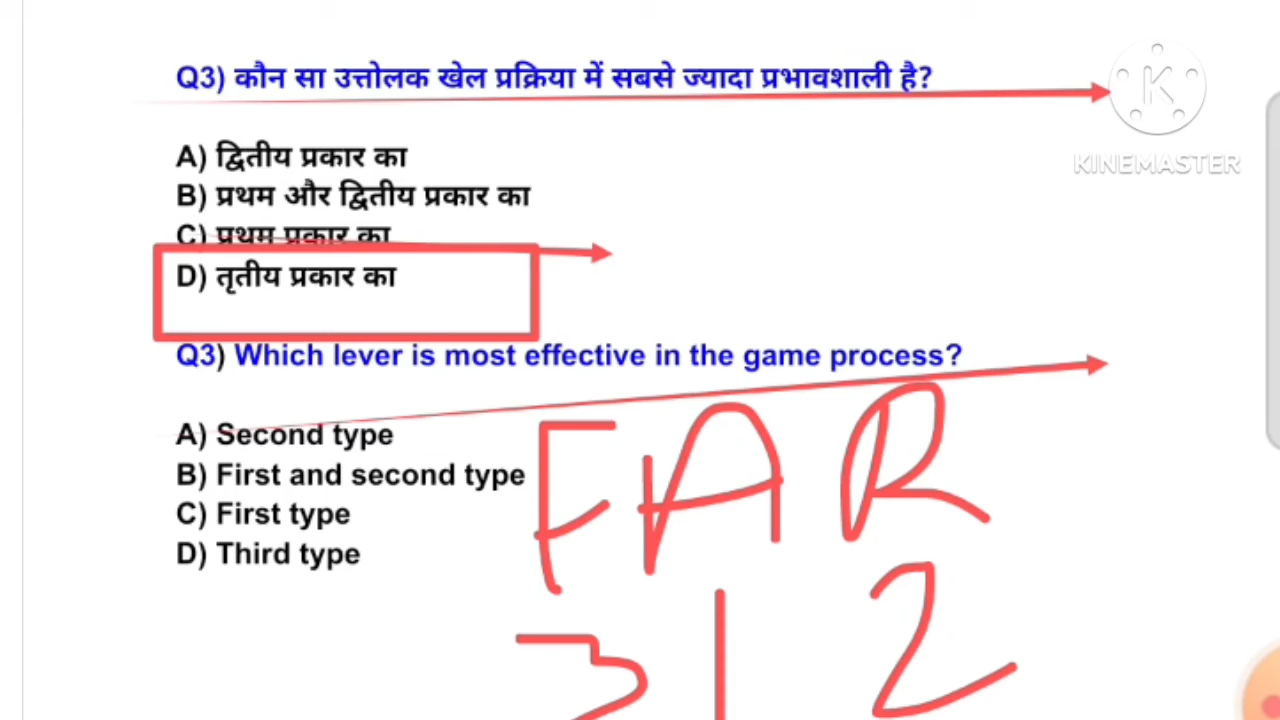 Q3) कौन सा उत्तोलक खेल प्रक्रिया में सबसे ज्यादा प्रभावशाली है?
KINEMASTER
A) द्वितीय प्रकार का
B) प्रथम और द्वितीय प्रकार का
C) प्रथम प्रकार का
D) तृतीय प्रकार का
Q3) Which lever is most effective in the game process?
A) Second type
B) First and second type
C) First type
D) Third type
FAR
3 1 2